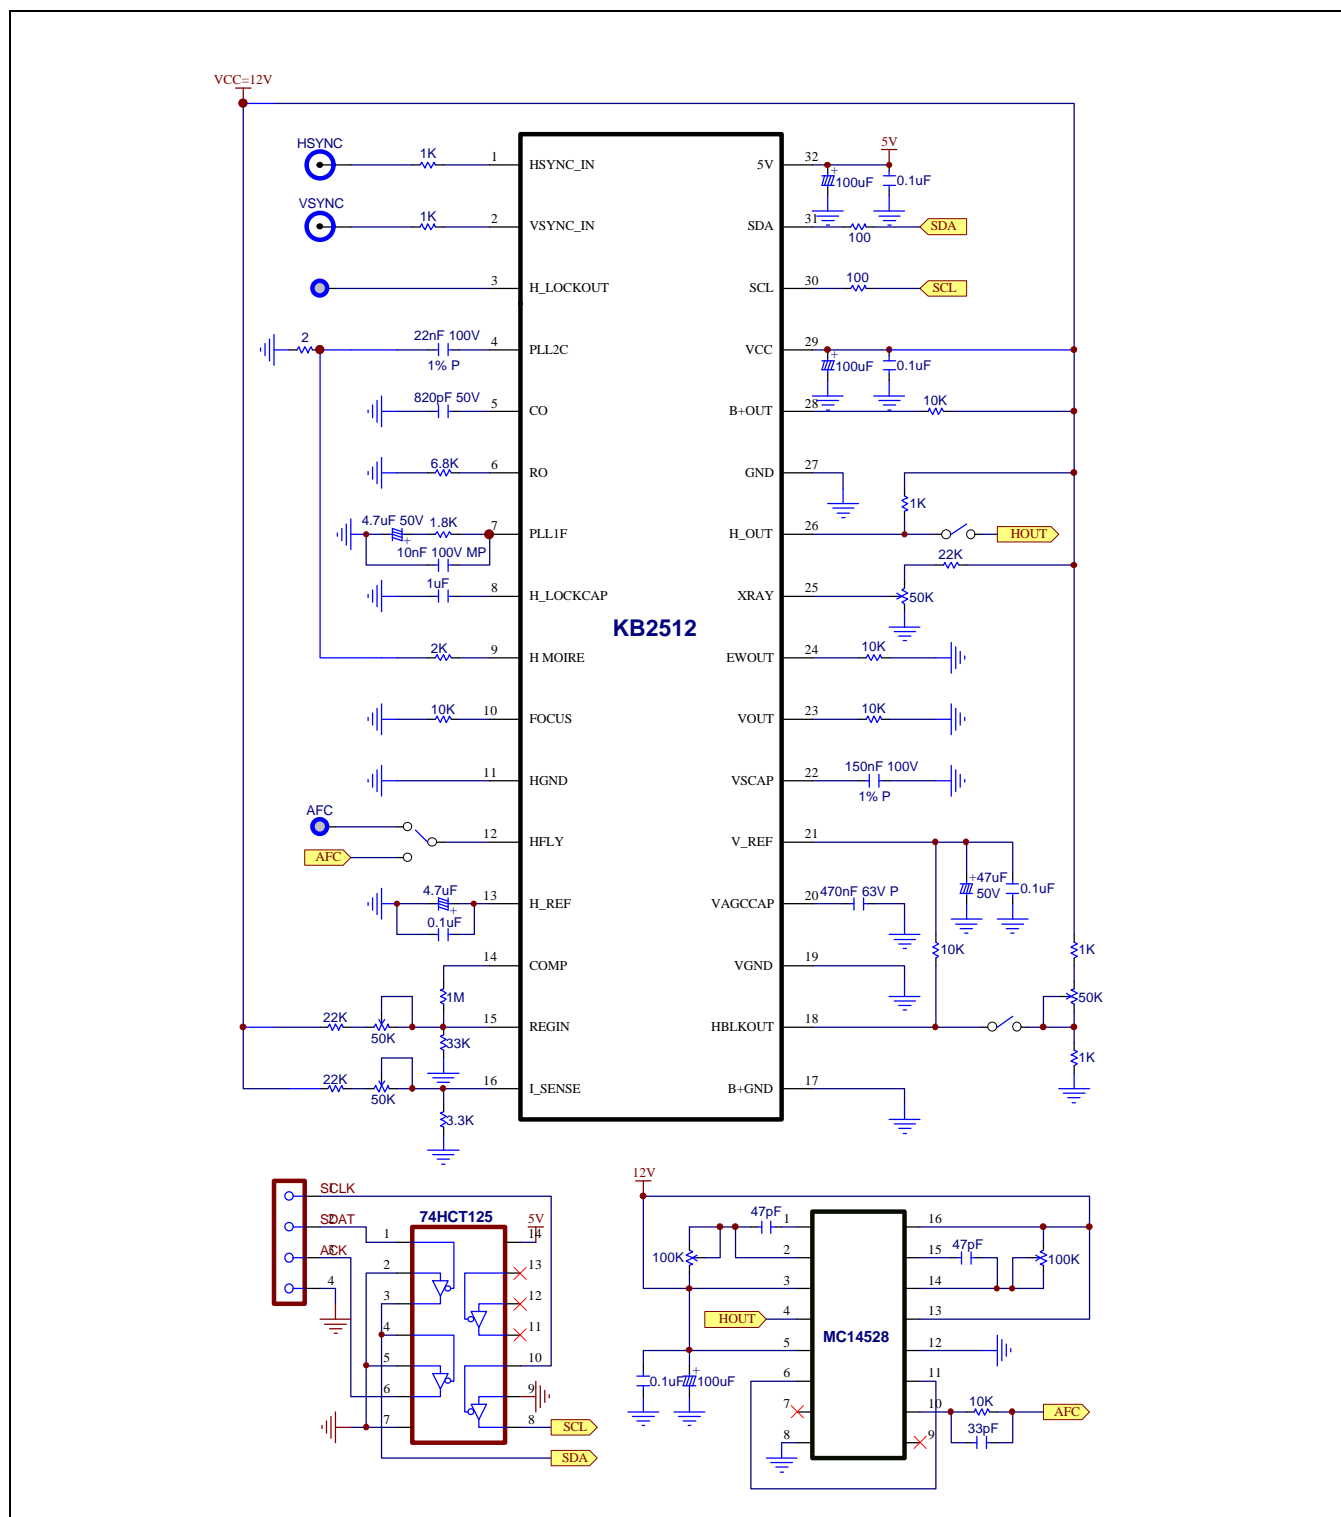 VCC=12V
HSYNC
1K
1
HSYNC_IN
5V
32
5V
100uF
0.1uF
VSYNC
1K
2
VSYNC_IN
SDA
31
100
SDA
3
H_LOCKOUT
SCL
30
100
SCL
2
22nF 100V
1% P
4
PLL2C
VCC
29
100uF
0.1uF
820pF 50V
5
CO
B+OUT
28
10K
6.8K
6
RO
GND
27
1K
4.7uF 50V
1.8K
7
PLL1F
H_OUT
26
HOUT
10nF 100V MP
22K
1uF
8
H_LOCKCAP
XRAY
25
50K
KB2512
2K
9
H MOIRE
EWOUT
24
10K
10K
10
FOCUS
VOUT
23
10K
11
HGND
VSCAP
22
150nF 100V
1% P
AFC
12
HFLY
V_REF
21
AFC
47uF
50V
0.1uF
4.7uF
13
H_REF
VAGCCAP
20
470nF 63V P
0.1uF
10K
1K
14
COMP
VGND
19
1M
50K
22K
50K
15
REGIN
HBLKOUT
18
33K
1K
22K
50K
16
I_SENSE
B+GND
17
3.3K
SCLK
1
SDAT
2
ACK
3
4
74HCT125
5V
1
14
2
13
3
12
4
11
5
10
6
9
7
8
SCL
SDA
12V
47pF
1
16
100K
2
15
47pF
100K
3
14
HOUT
4
13
MC14528
5
12
0.1uF
100uF
6
11
7
10
10K
AFC
33pF
8
9